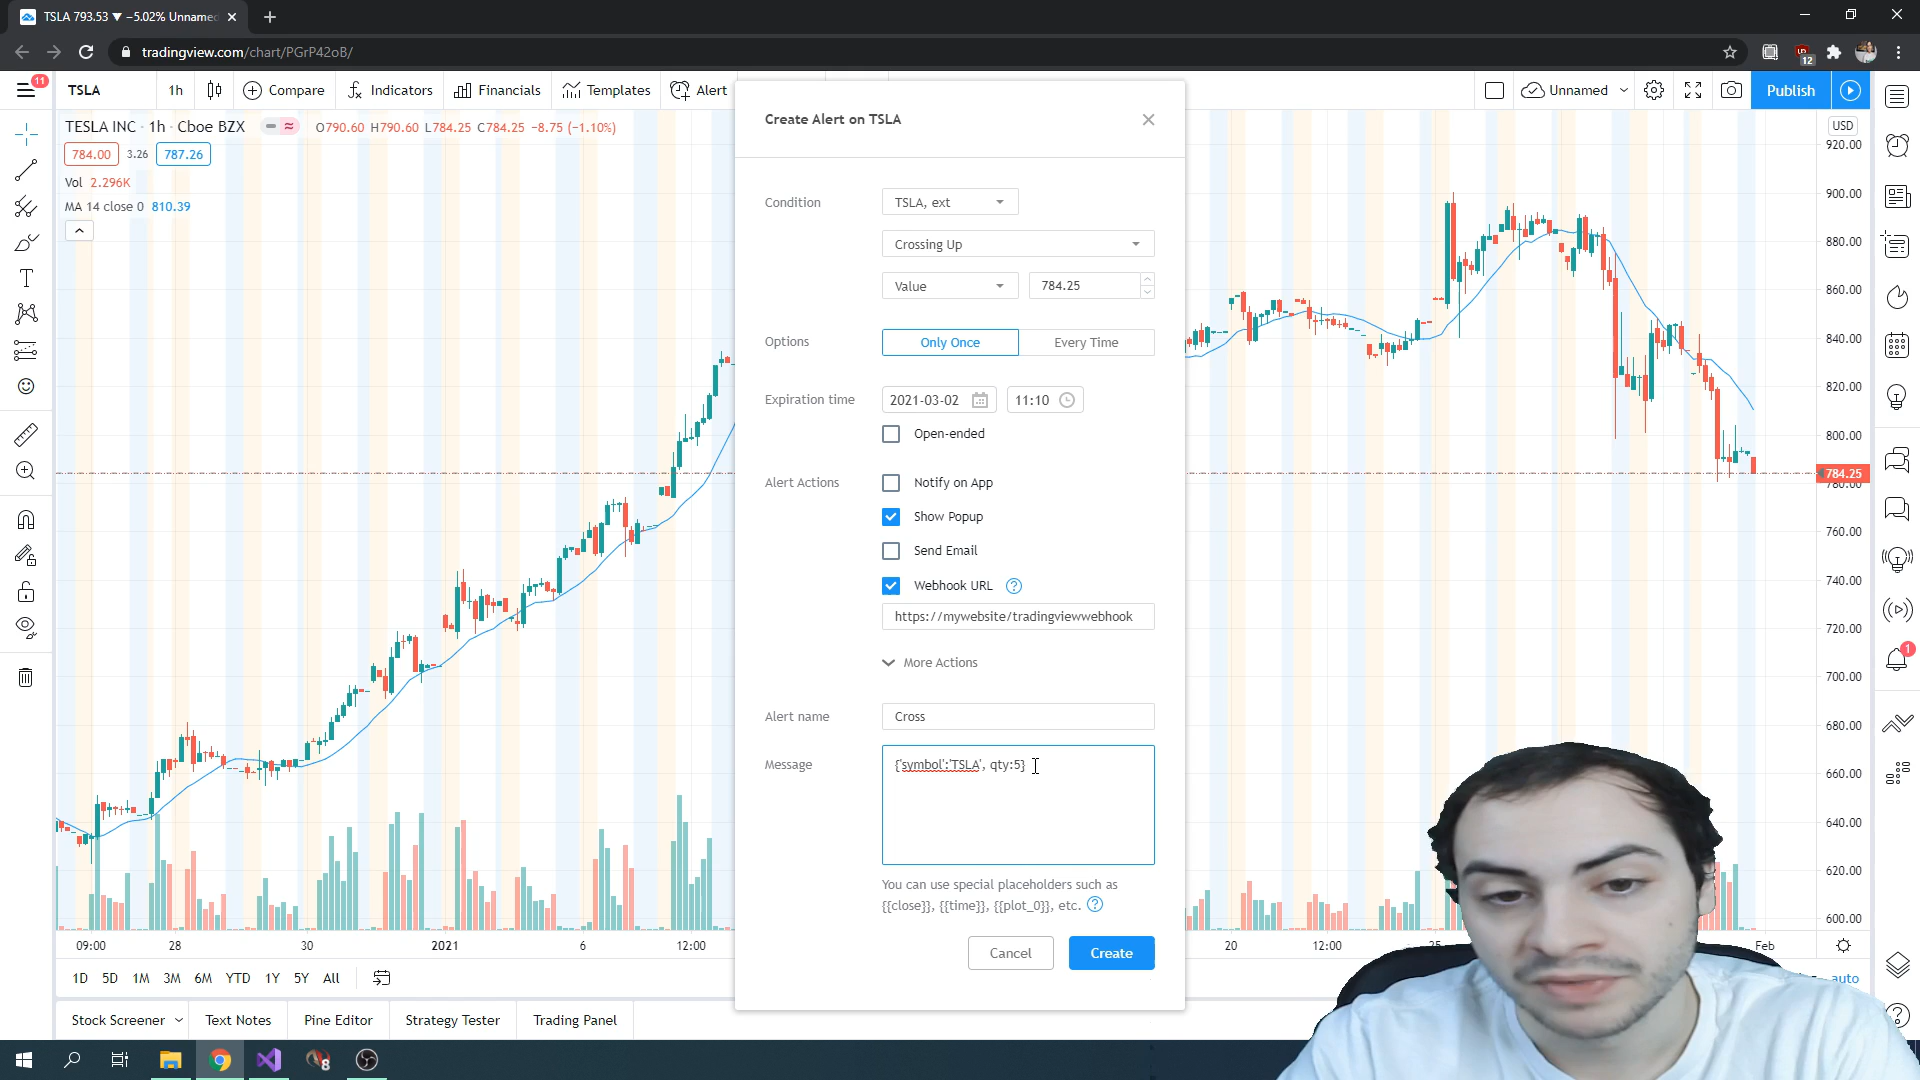 TSLA 793.53 ▼ −5.02% Unnamed
tradingview.com/chart/PGrP42oB/
12
11
TSLA
1h
Compare
Indicators
Financials
Templates
Alert
Unnamed
Publish
TESLA INC · 1h · Cboe BZX
O790.60 H790.60 L784.25 C784.25 −8.75 (−1.10%)
784.00
3.26
787.26
Vol 2.296K
MA 14 close 0 810.39
Create Alert on TSLA
Condition
TSLA, ext
Crossing Up
Value
784.25
Options
Only Once
Every Time
Expiration time
2021-03-02
11:10
Open-ended
Alert Actions
Notify on App
Show Popup
Send Email
Webhook URL
https://mywebsite/tradingviewwebhook
More Actions
Alert name
Cross
Message
{'symbol':'TSLA', qty:5}
You can use special placeholders such as
{{close}}, {{time}}, {{plot_0}}, etc.
Cancel
Create
USD
920.00
900.00
880.00
860.00
840.00
820.00
800.00
784.25
780.00
760.00
740.00
720.00
700.00
680.00
660.00
640.00
620.00
600.00
1
09:00
28
30
2021
6
12:00
20
12:00
25
Feb
1D
5D
1M
3M
6M
YTD
1Y
5Y
All
auto
Stock Screener
Text Notes
Pine Editor
Strategy Tester
Trading Panel